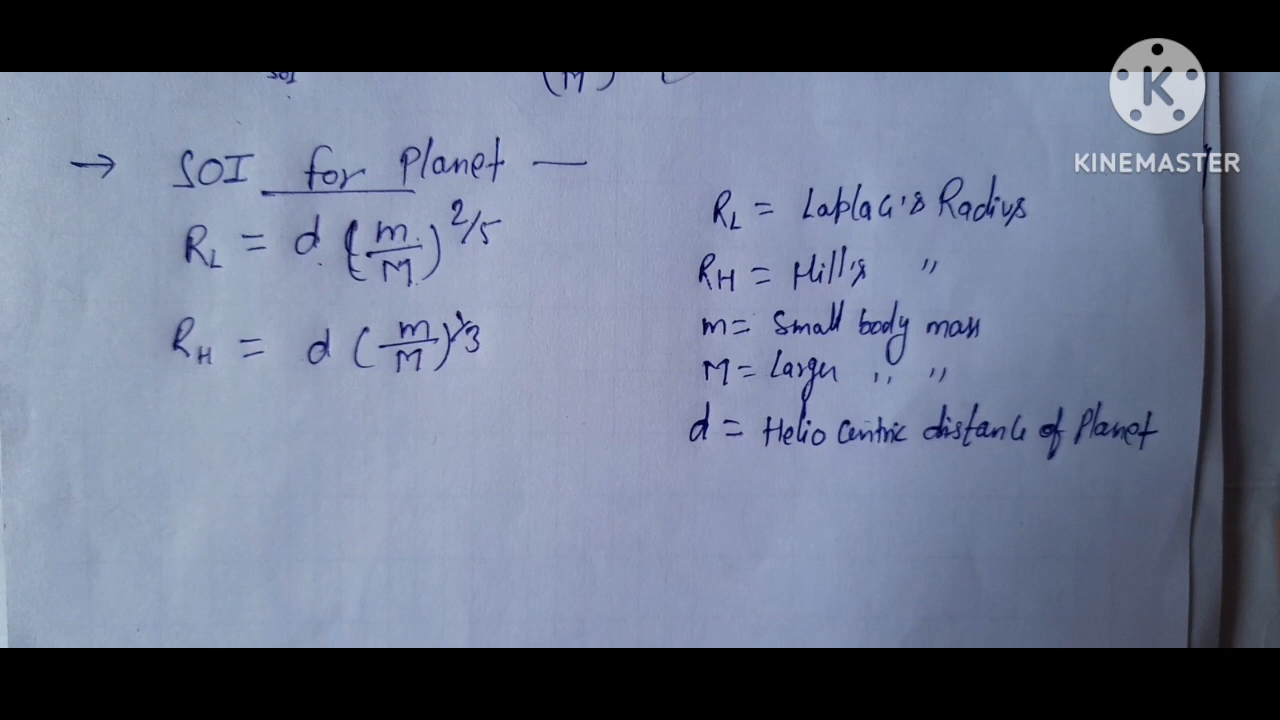 SOI
(M)
→ SOI for Planet —
R_L = d (m/M)^2/5
R_H = d (m/M)^1/3
R_L = Laplace's Radius
R_H = Hill's "
m = Small body mass
M = Larger " "
d = Helio centric distance of Planet
K
KINEMASTER